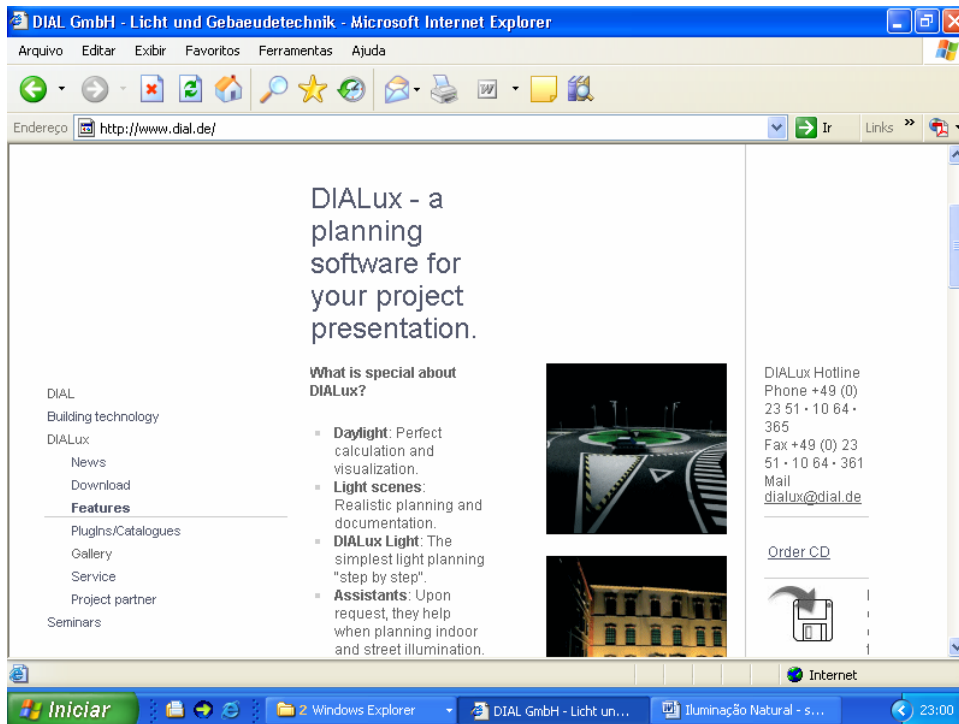 DIAL GmbH - Licht und Gebaeudetechnik - Microsoft Internet Explorer
Arquivo Editar Exibir Favoritos Ferramentas Ajuda
Endereço http://www.dial.de/ Ir Links »
DIALux - a
planning
software for
your project
presentation.
What is special about
DIALux?
Daylight: Perfect
calculation and
visualization.
Light scenes:
Realistic planning and
documentation.
DIALux Light: The
simplest light planning
"step by step".
Assistants: Upon
request, they help
when planning indoor
and street illumination.
DIAL
Building technology
DIALux
News
Download
Features
PlugIns/Catalogues
Gallery
Service
Project partner
Seminars
DIALux Hotline
Phone +49 (0)
23 51 • 10 64 •
365
Fax +49 (0) 23
51 • 10 64 • 361
Mail
dialux@dial.de
Order CD
Internet
Iniciar 2 Windows Explorer DIAL GmbH - Licht un... Iluminação Natural - s... 23:00